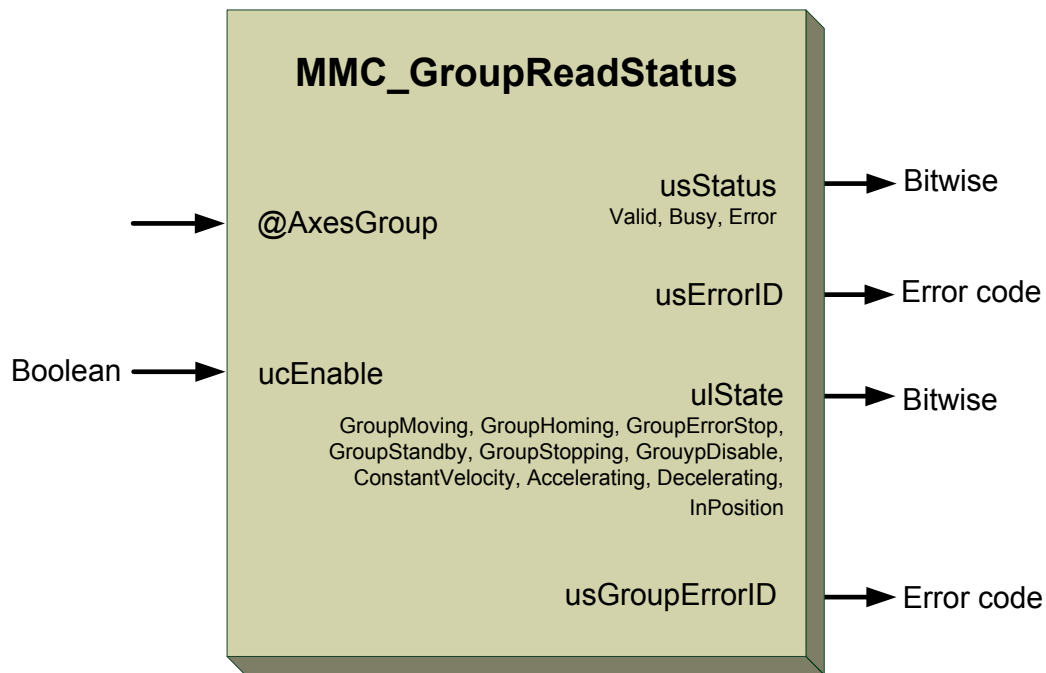 MMC_GroupReadStatus
@AxesGroup
usStatus
Valid, Busy, Error
Bitwise
usErrorID
Error code
Boolean
ucEnable
ulState
GroupMoving, GroupHoming, GroupErrorStop,
GroupStandby, GroupStopping, GrouypDisable,
ConstantVelocity, Accelerating, Decelerating,
InPosition
Bitwise
usGroupErrorID
Error code